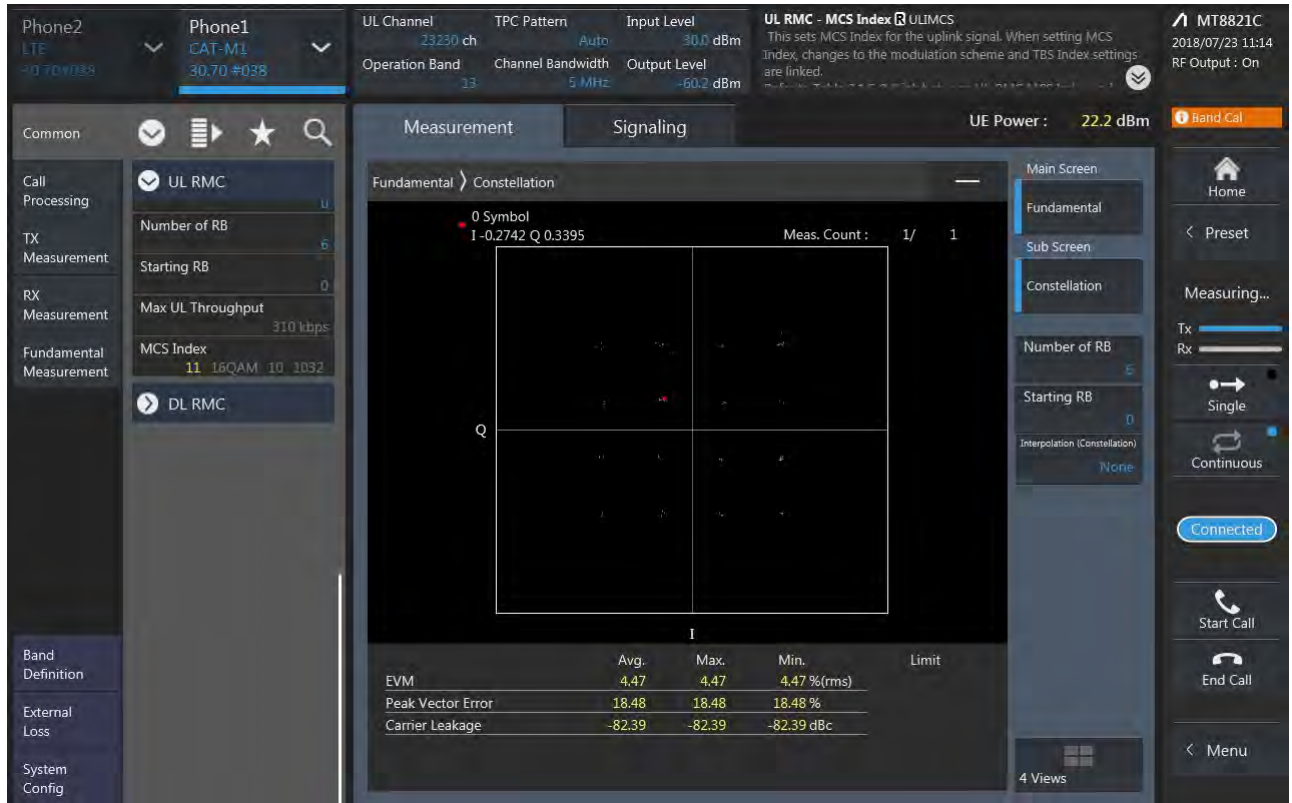 Phone2
LTE
30.70#038
Phone1
CAT-M1
30.70 #038
UL Channel
23230 ch
Operation Band
13
TPC Pattern
Auto
Channel Bandwidth
5 MHz
Input Level
30.0 dBm
Output Level
-60.2 dBm
UL RMC - MCS Index R ULIMCS
This sets MCS Index for the uplink signal. When setting MCS
Index, changes to the modulation scheme and TBS Index settings
are linked.
MT8821C
2018/07/23 11:14
RF Output : On
Common
Measurement
Signaling
UE Power : 22.2 dBm
Band Cal
Call
Processing
TX
Measurement
RX
Measurement
Fundamental
Measurement
Band
Definition
External
Loss
System
Config
UL RMC
Number of RB
6
Starting RB
0
Max UL Throughput
310 kbps
MCS Index
11 16QAM 10 1032
DL RMC
Fundamental Constellation
0 Symbol
I -0.2742 Q 0.3395
Meas. Count : 1/ 1
Q
I
Avg. Max. Min. Limit
EVM 4.47 4.47 4.47 %(rms)
Peak Vector Error 18.48 18.48 18.48 %
Carrier Leakage -82.39 -82.39 -82.39 dBc
Main Screen
Fundamental
Sub Screen
Constellation
Number of RB
6
Starting RB
0
Interpolation (Constellation)
None
4 Views
Home
Preset
Measuring...
Tx
Rx
Single
Continuous
Connected
Start Call
End Call
Menu